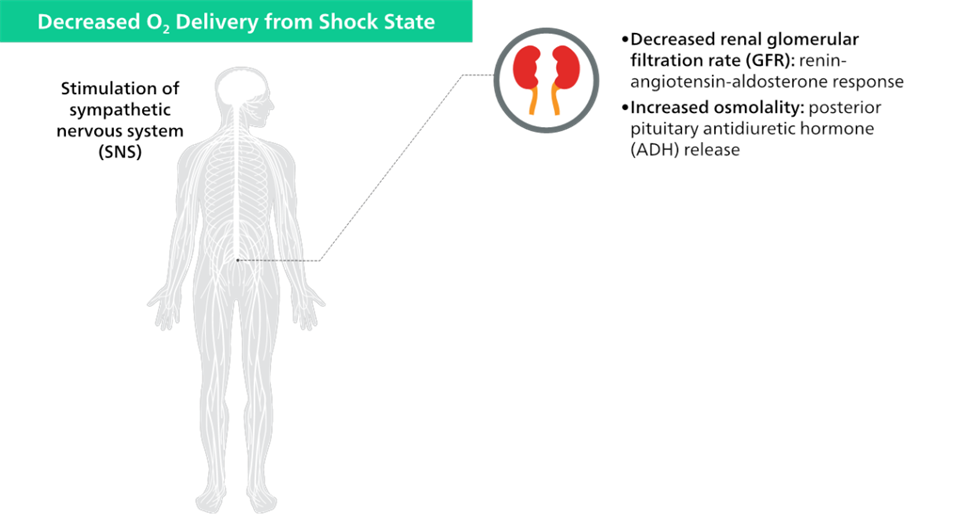 Decreased O₂ Delivery from Shock State
Stimulation of
sympathetic
nervous system
(SNS)
•Decreased renal glomerular
filtration rate (GFR): renin-
angiotensin-aldosterone response
•Increased osmolality: posterior
pituitary antidiuretic hormone
(ADH) release